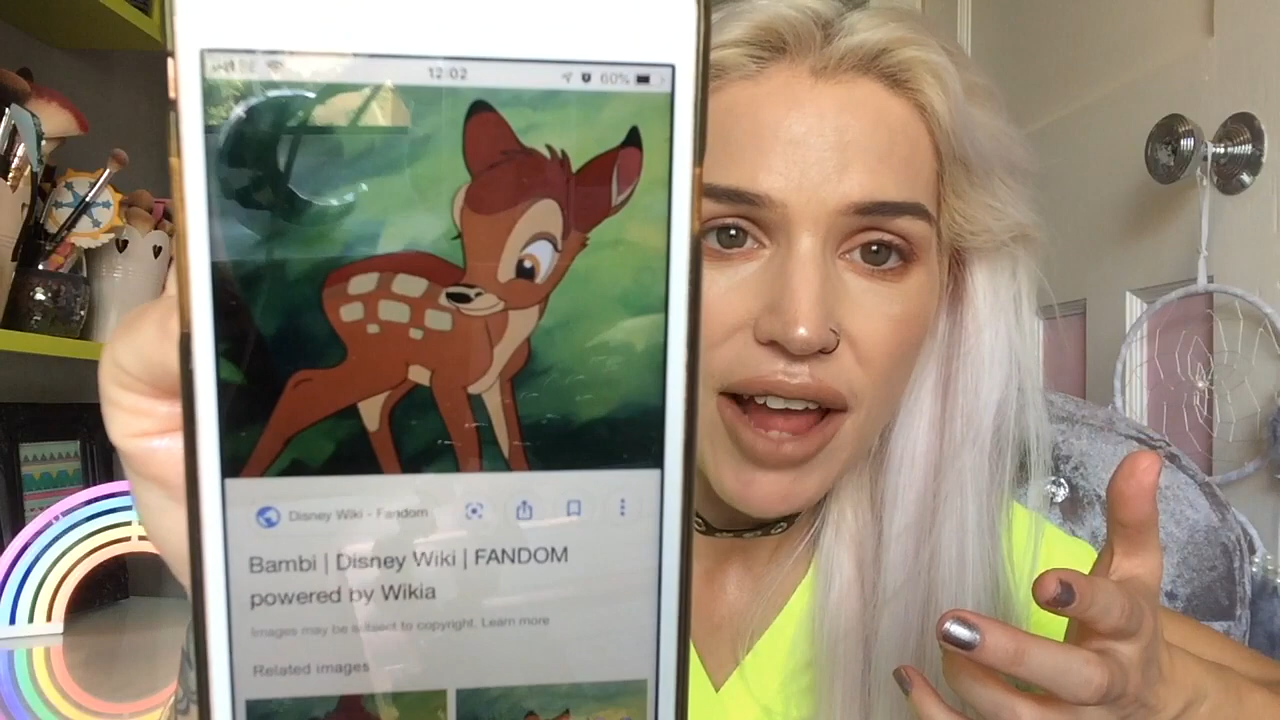 12:02
60%
Disney Wiki - Fandom
Bambi | Disney Wiki | FANDOM
powered by Wikia
Images may be subject to copyright. Learn more
Related images